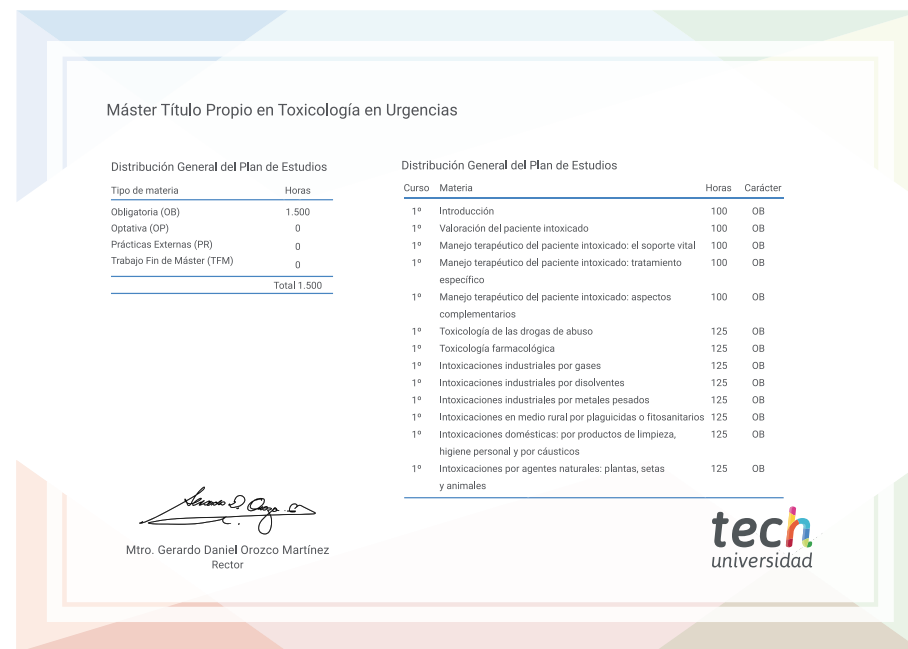 Máster Título Propio en Toxicología en Urgencias
Distribución General del Plan de Estudios
Tipo de materia Horas
Obligatoria (OB) 1.500
Optativa (OP) 0
Prácticas Externas (PR) 0
Trabajo Fin de Máster (TFM) 0
Total 1.500
Distribución General del Plan de Estudios
Curso Materia Horas Carácter
1º Introducción 100 OB
1º Valoración del paciente intoxicado 100 OB
1º Manejo terapéutico del paciente intoxicado: el soporte vital 100 OB
1º Manejo terapéutico del paciente intoxicado: tratamiento 100 OB
específico
1º Manejo terapéutico del paciente intoxicado: aspectos 100 OB
complementarios
1º Toxicología de las drogas de abuso 125 OB
1º Toxicología farmacológica 125 OB
1º Intoxicaciones industriales por gases 125 OB
1º Intoxicaciones industriales por disolventes 125 OB
1º Intoxicaciones industriales por metales pesados 125 OB
1º Intoxicaciones en medio rural por plaguicidas o fitosanitarios 125 OB
1º Intoxicaciones domésticas: por productos de limpieza, 125 OB
higiene personal y por cáusticos
1º Intoxicaciones por agentes naturales: plantas, setas 125 OB
y animales
Mtro. Gerardo Daniel Orozco Martínez
Rector
tech
universidad